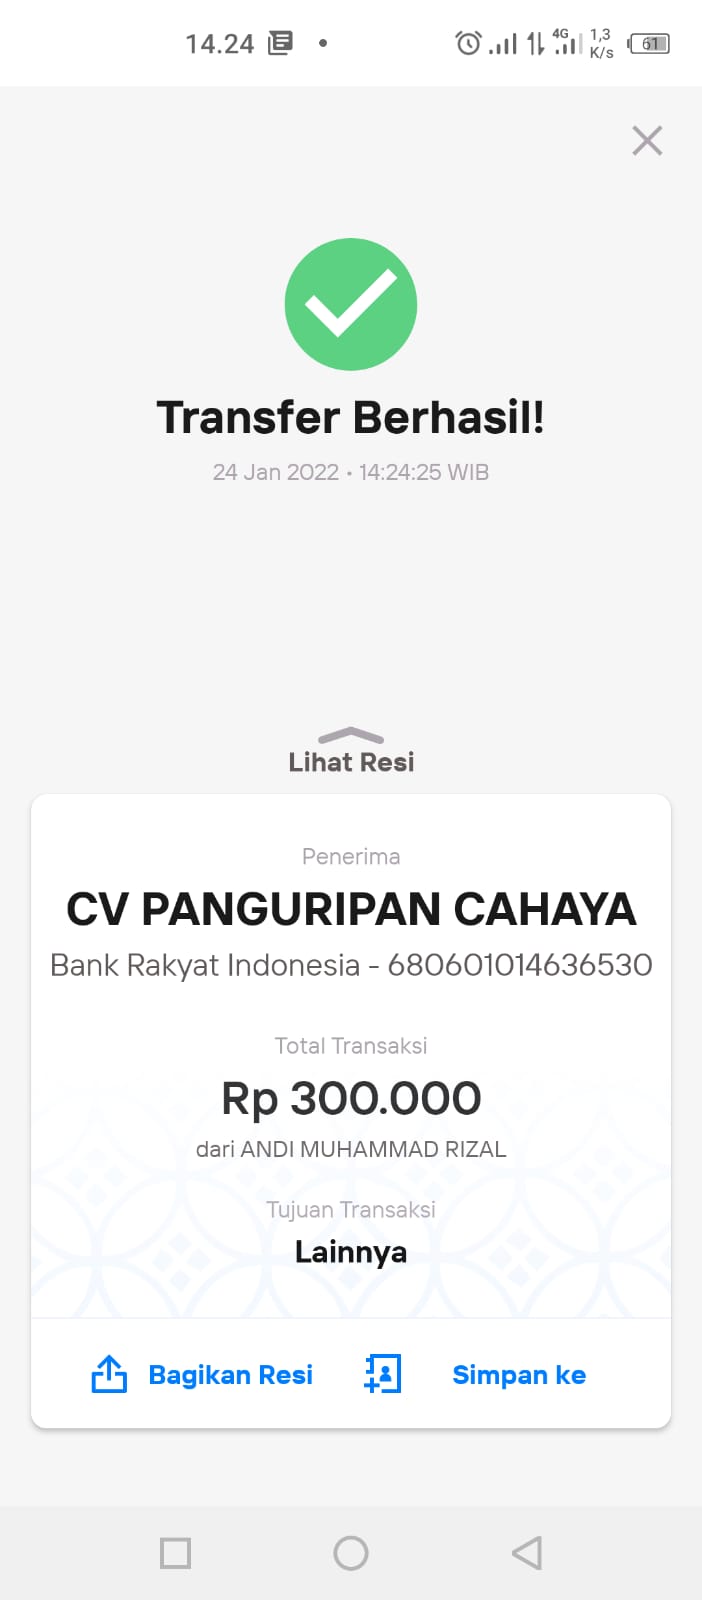 14.24
4G 1,3 K/s 61
Transfer Berhasil!
24 Jan 2022 • 14:24:25 WIB
Lihat Resi
Penerima
CV PANGURIPAN CAHAYA
Bank Rakyat Indonesia - 680601014636530
Total Transaksi
Rp 300.000
dari ANDI MUHAMMAD RIZAL
Tujuan Transaksi
Lainnya
Bagikan Resi
Simpan ke